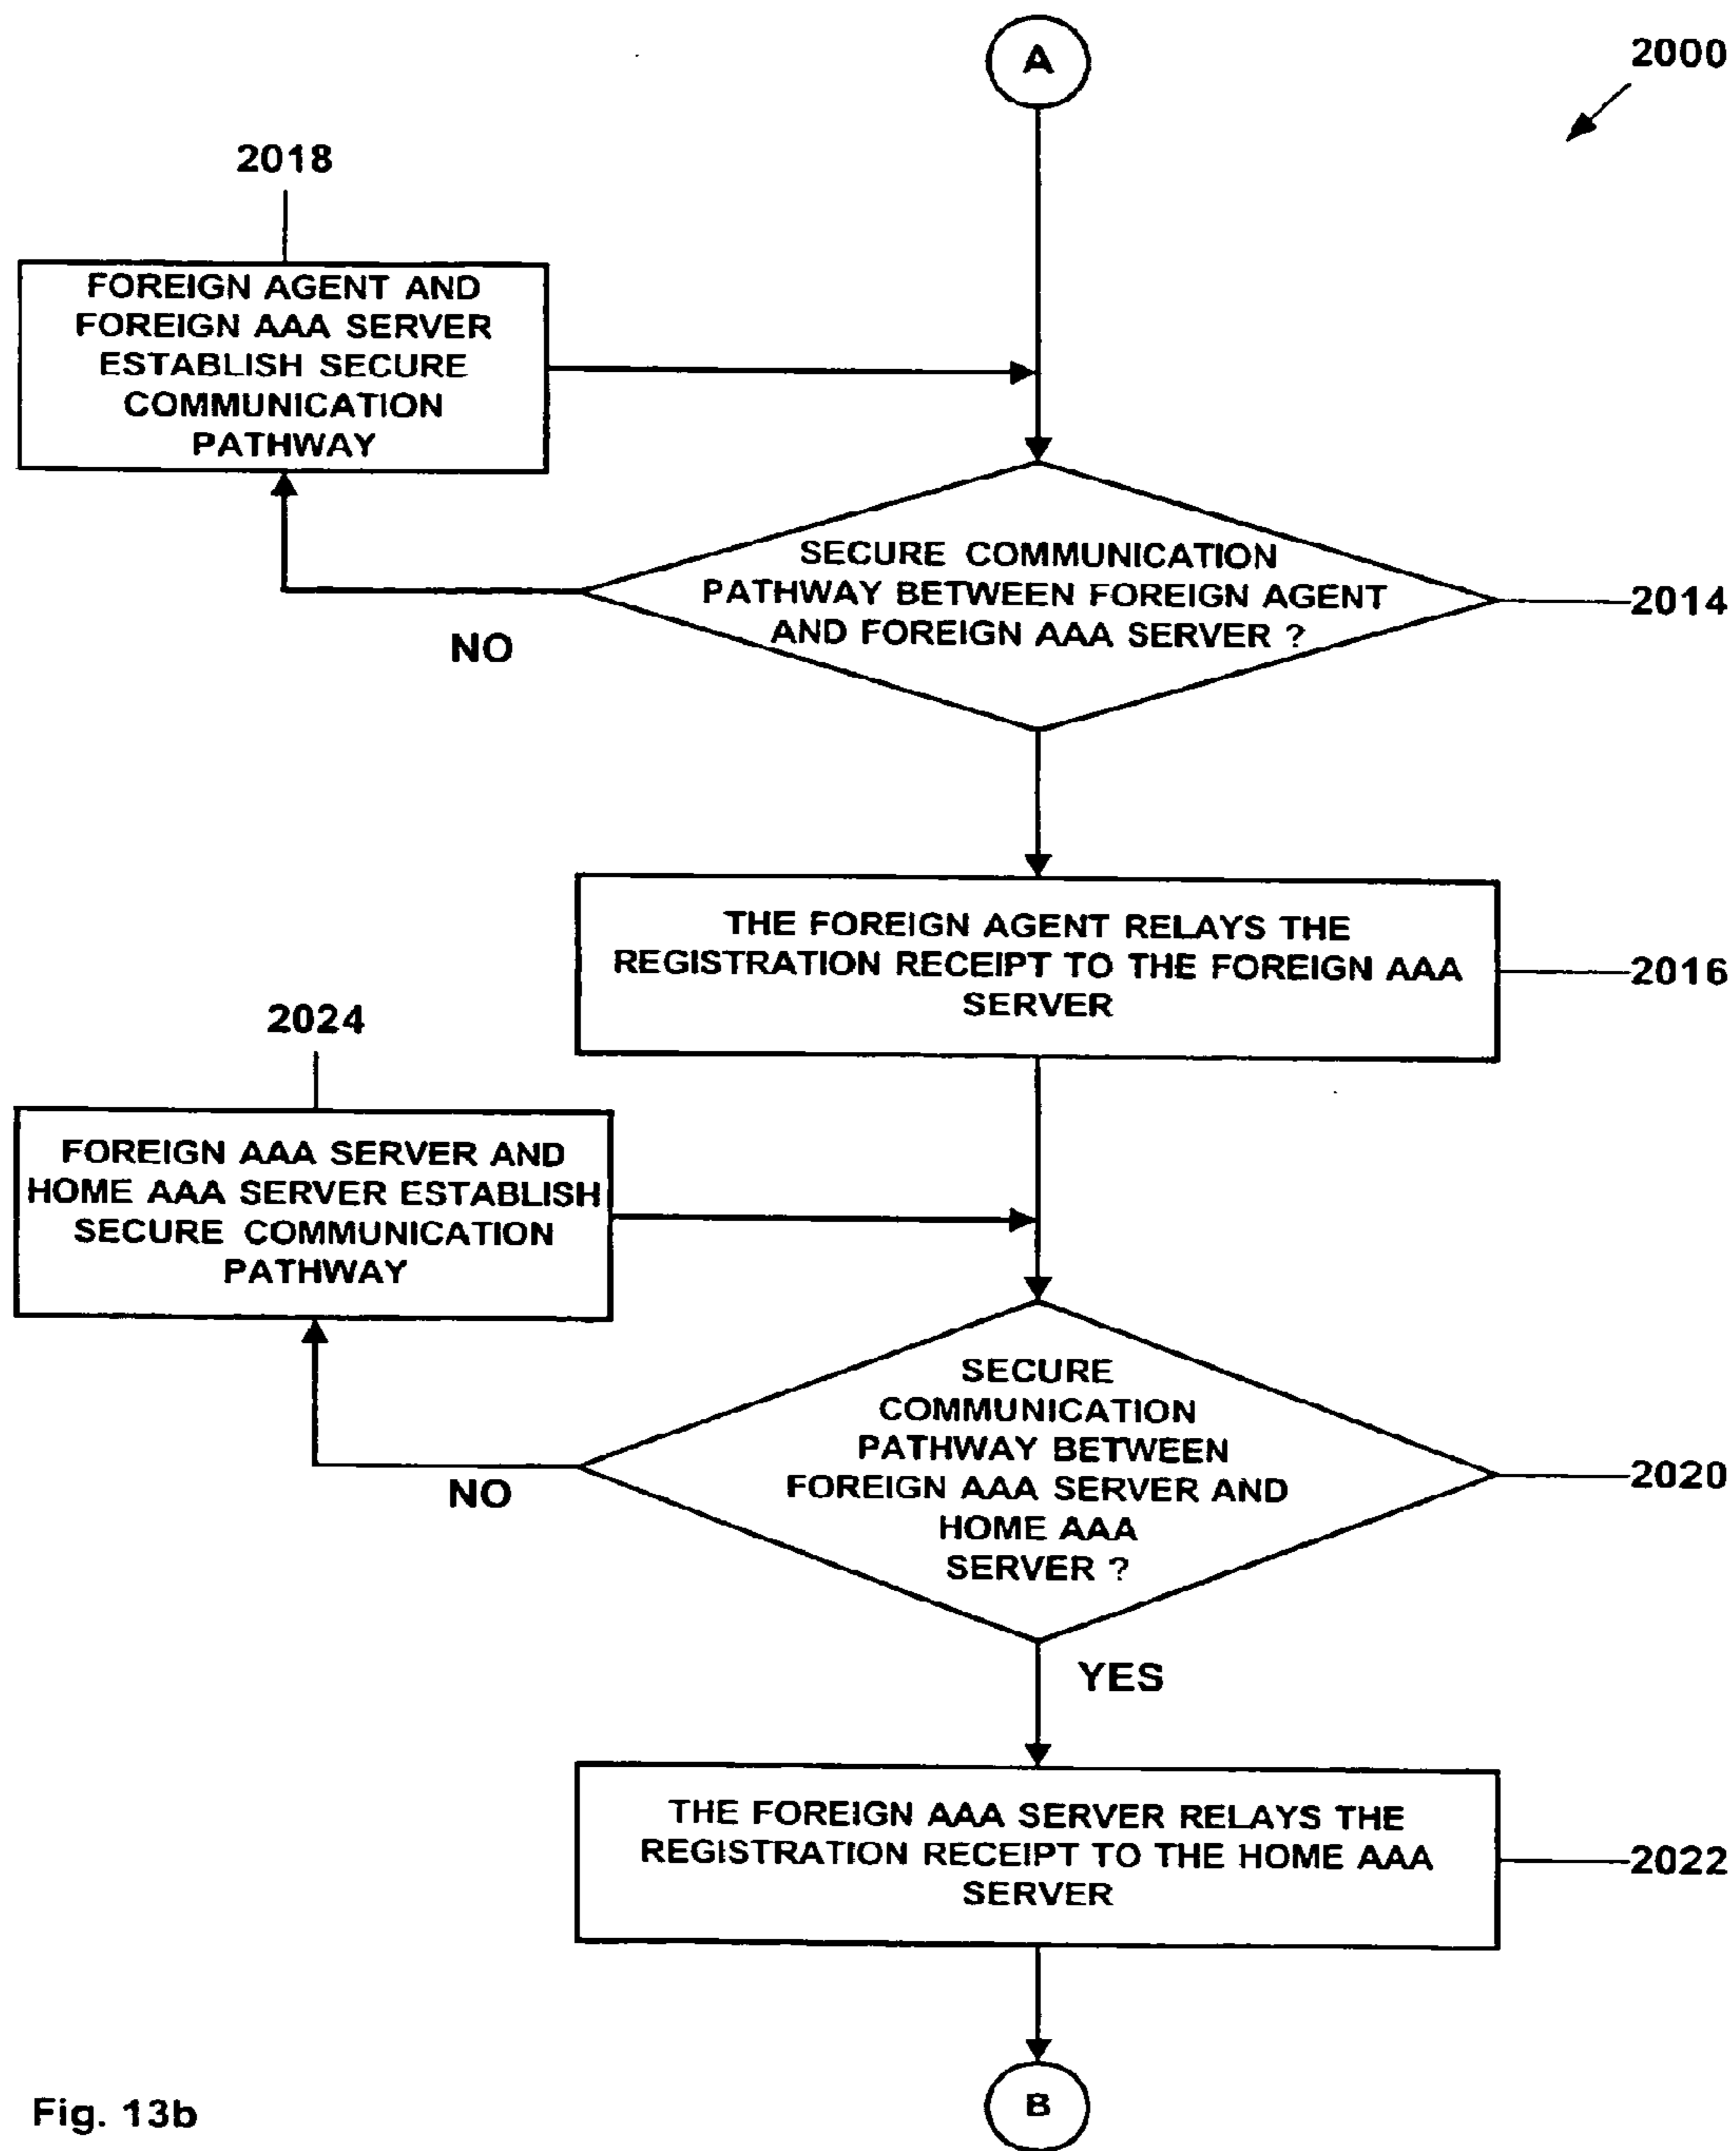 A
2000
2018
FOREIGN AGENT AND
FOREIGN AAA SERVER
ESTABLISH SECURE
COMMUNICATION
PATHWAY
SECURE COMMUNICATION
PATHWAY BETWEEN FOREIGN AGENT
AND FOREIGN AAA SERVER ?
2014
NO
THE FOREIGN AGENT RELAYS THE
REGISTRATION RECEIPT TO THE FOREIGN AAA
SERVER
2016
2024
FOREIGN AAA SERVER AND
HOME AAA SERVER ESTABLISH
SECURE COMMUNICATION
PATHWAY
SECURE
COMMUNICATION
PATHWAY BETWEEN
FOREIGN AAA SERVER AND
HOME AAA
SERVER ?
2020
NO
YES
THE FOREIGN AAA SERVER RELAYS THE
REGISTRATION RECEIPT TO THE HOME AAA
SERVER
2022
B
Fig. 13b